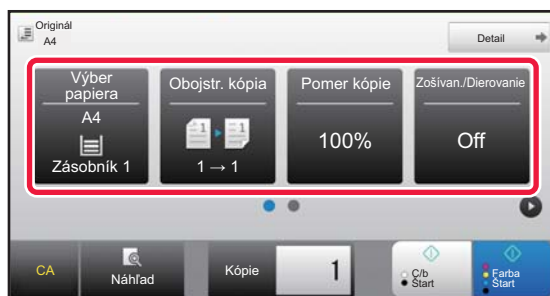 Originál
A4
Detail
Výber
papiera
A4
Zásobník 1
Obojstr. kópia
1 → 1
Pomer kópie
100%
Zošívan./Dierovanie
Off
CA
Náhľad
Kópie
1
C/b
Štart
Farba
Štart